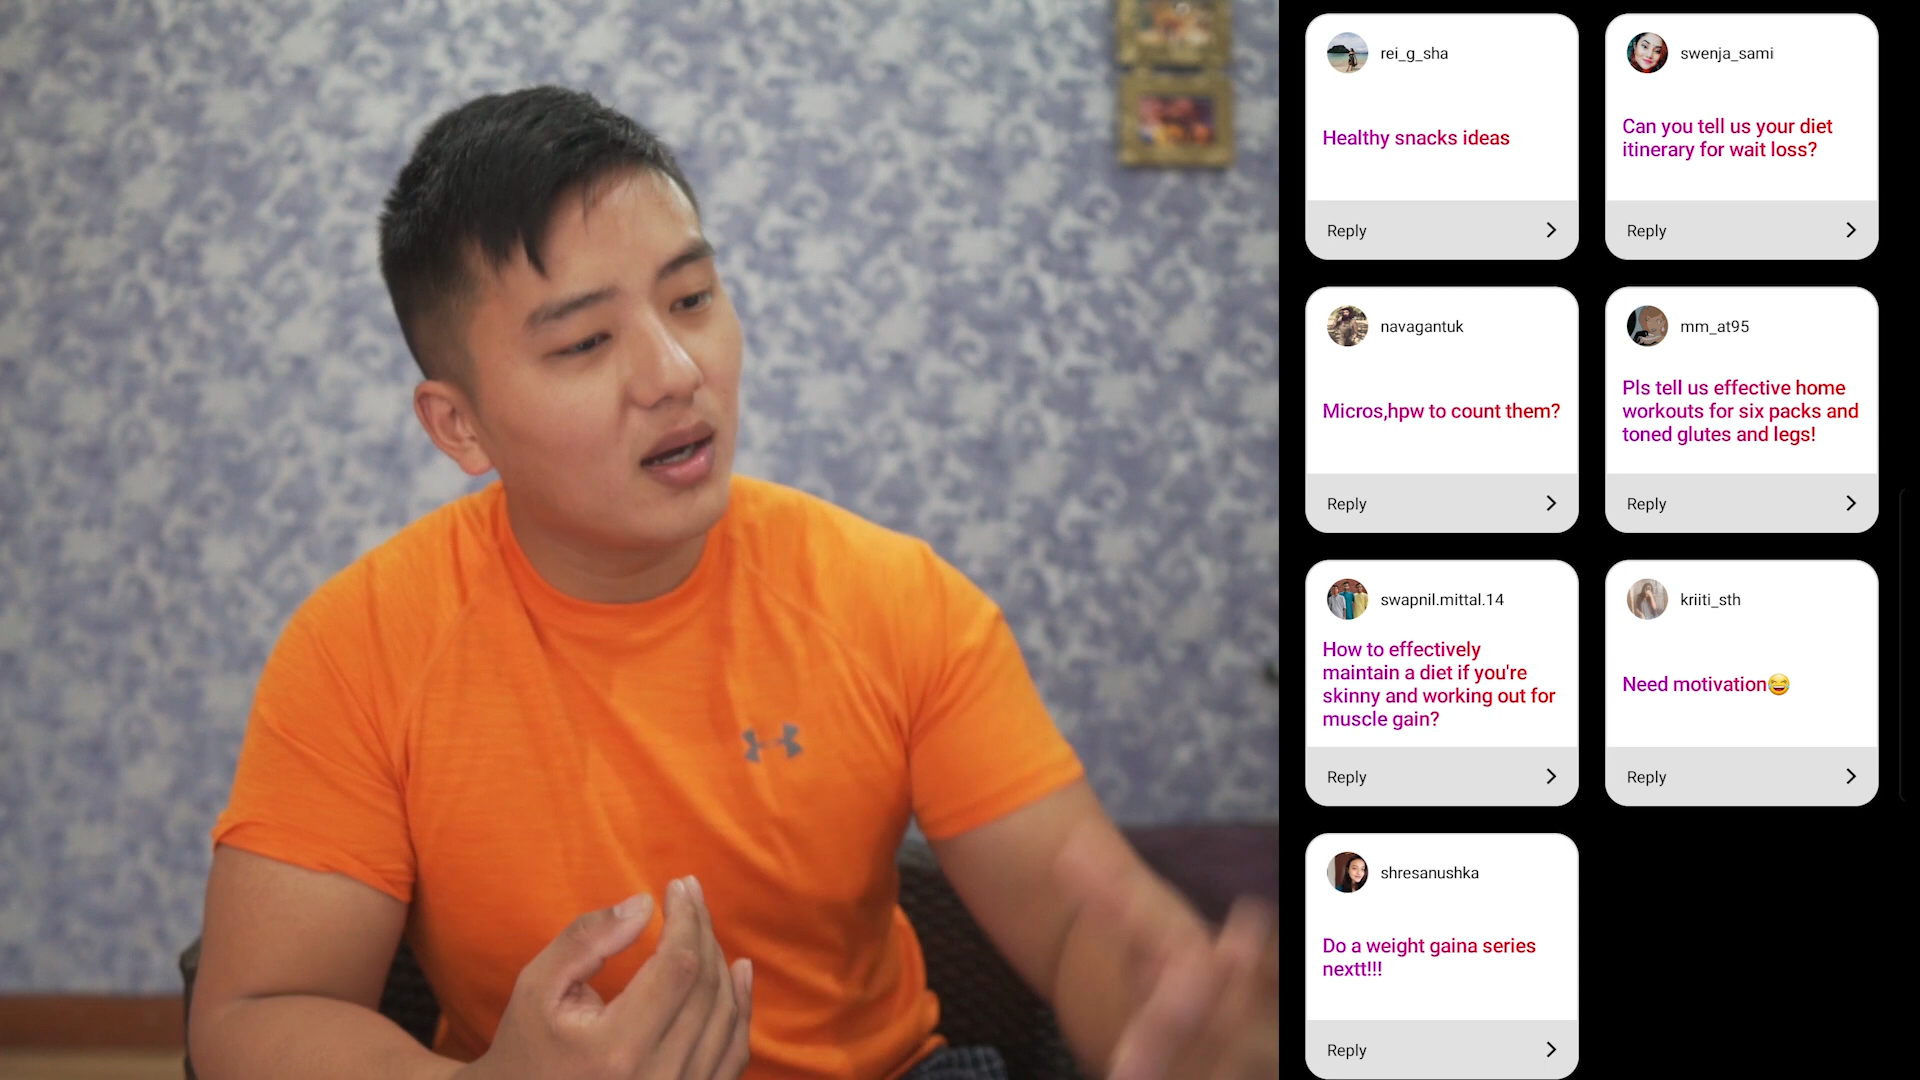 rei_g_sha
Healthy snacks ideas
Reply
swenja_sami
Can you tell us your diet
itinerary for wait loss?
Reply
navagantuk
Micros,hpw to count them?
Reply
mm_at95
Pls tell us effective home
workouts for six packs and
toned glutes and legs!
Reply
swapnil.mittal.14
How to effectively
maintain a diet if you're
skinny and working out for
muscle gain?
Reply
kriiti_sth
Need motivation😆
Reply
shresanushka
Do a weight gaina series
nextt!!!
Reply